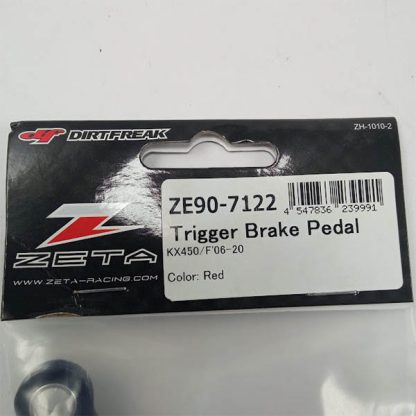 ZH-1010-2
DIRTFREAK
ZE90-7122
4 547836 239991
Trigger Brake Pedal
KX450/F'06-20
Color: Red
ZETA
WWW.ZETA-RACING.COM